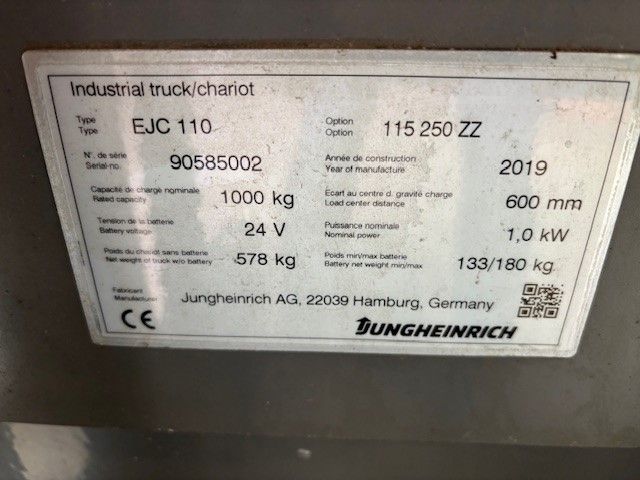 Industrial truck/chariot
Type
Type
EJC 110
Option
Option
115 250 ZZ
N°. de série
Serial-no.
90585002
Année de construction
Year of manufacture
2019
Capacité de charge nominale
Rated capacity
1000 kg
Ecart au centre d. gravité charge
Load center distance
600 mm
Tension de la batterie
Battery voltage
24 V
Puissance nominale
Nominal power
1,0 kW
Poids du chariot sans batterie
Net weight of truck w/o battery
578 kg
Poids min/max batterie
Battery net weight min/max
133/180 kg
Fabricant
Manufacturer
Jungheinrich AG, 22039 Hamburg, Germany
CE
JUNGHEINRICH